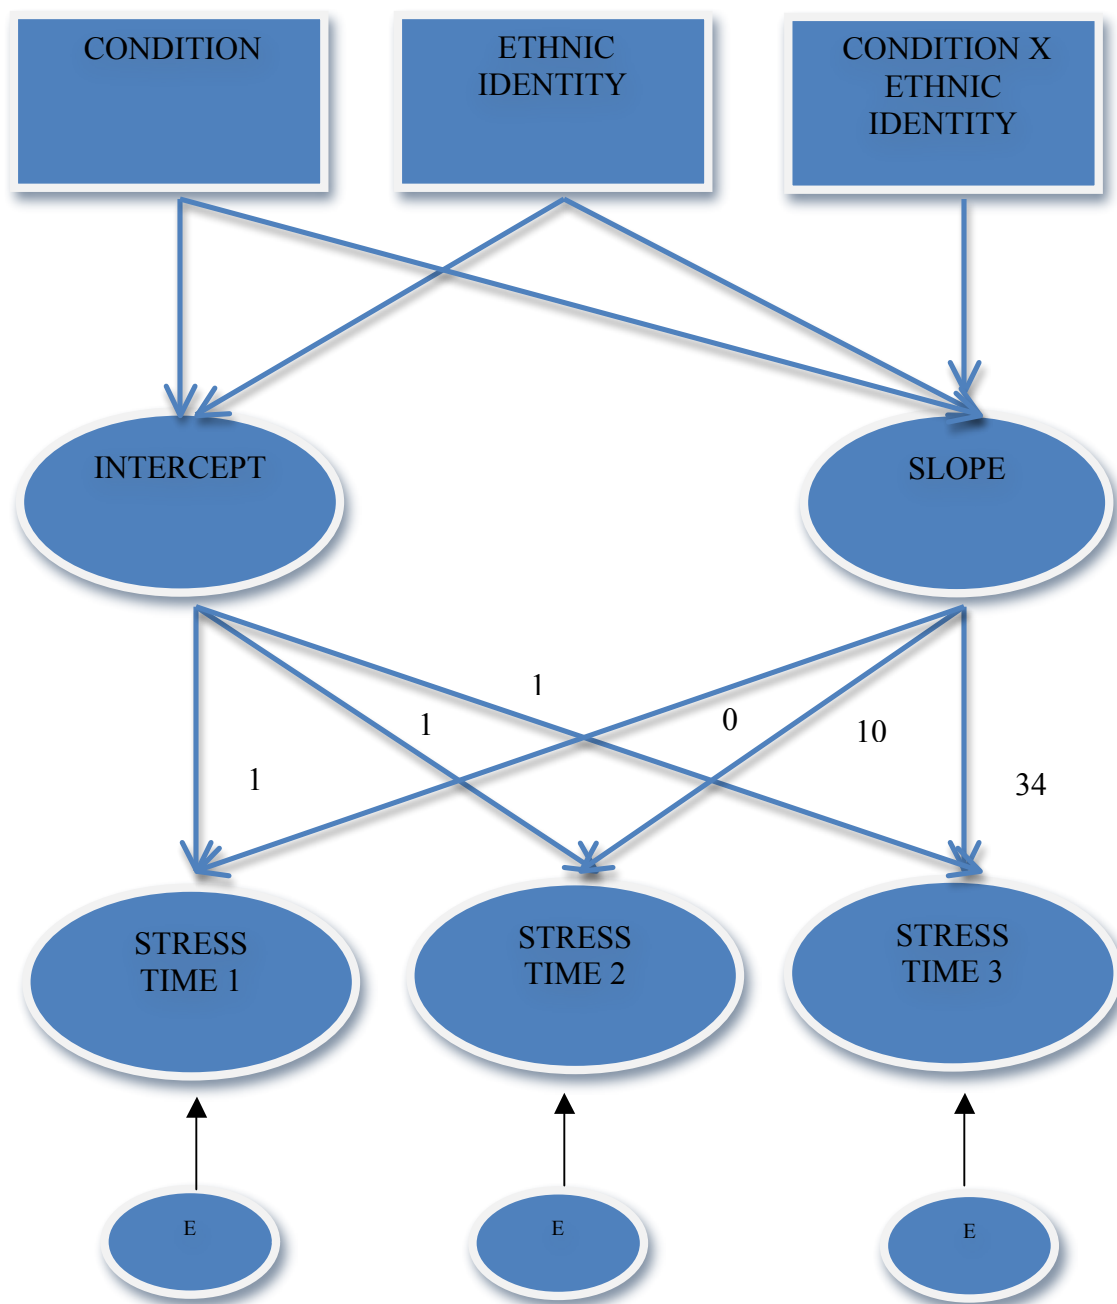 CONDITION
ETHNIC
IDENTITY
CONDITION X
ETHNIC
IDENTITY
INTERCEPT
SLOPE
1
1
1
0
10
34
STRESS
TIME 1
STRESS
TIME 2
STRESS
TIME 3
E
E
E